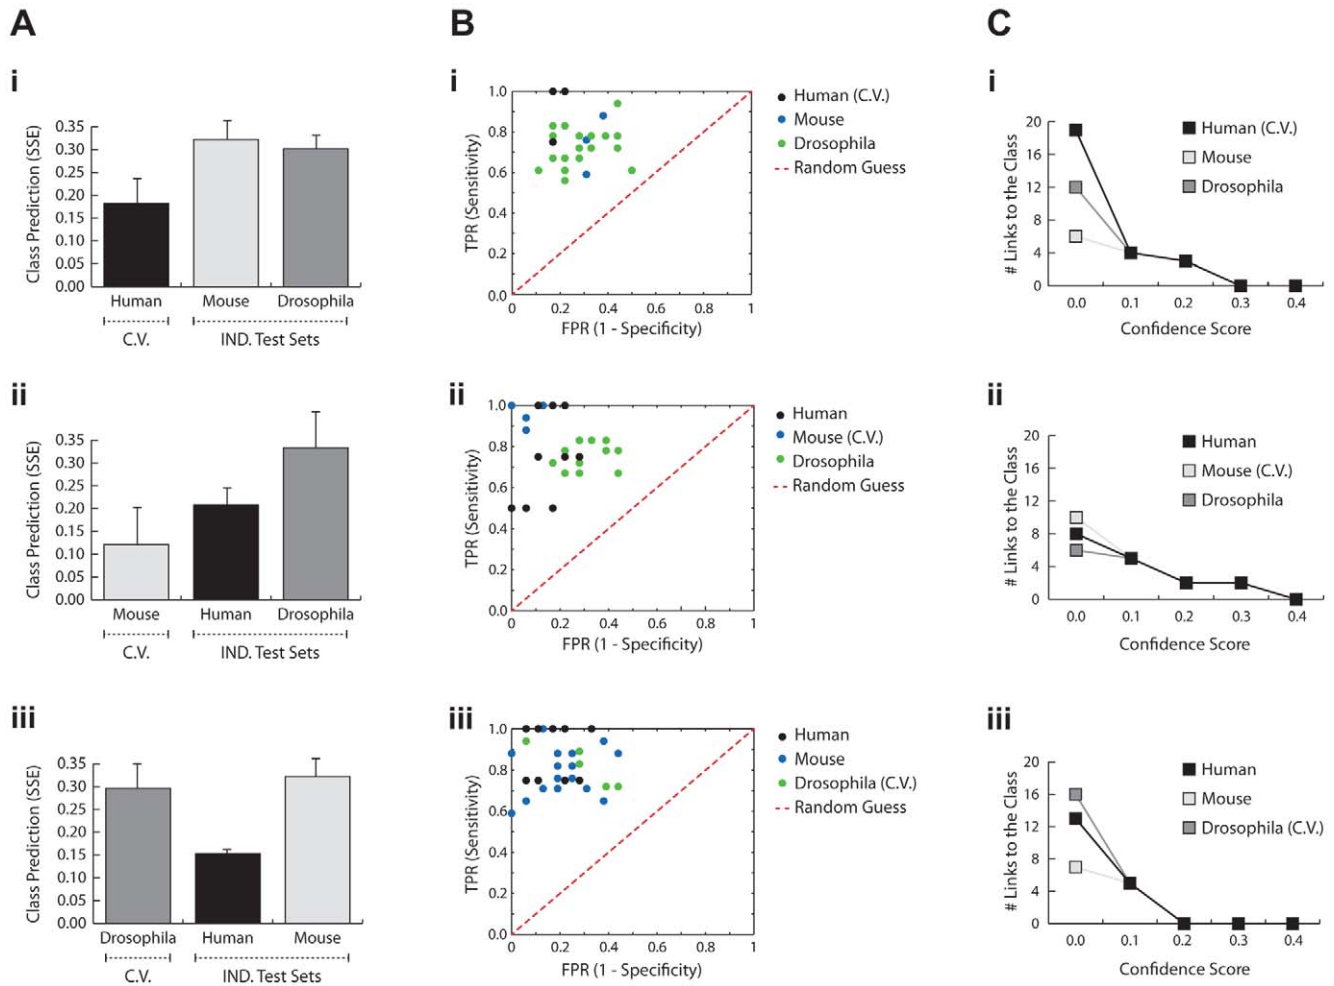 A
B
C
i
Class Prediction (SSE)
0.35
0.30
0.25
0.20
0.15
0.10
0.05
0.00
Human
Mouse
Drosophila
C.V.
IND. Test Sets
i
TPR (Sensitivity)
1.0
0.8
0.6
0.4
0.2
0.0
0
0.2
0.4
0.6
0.8
1
FPR (1 - Specificity)
Human (C.V.)
Mouse
Drosophila
Random Guess
i
# Links to the Class
20
16
12
8
4
0
0.0
0.1
0.2
0.3
0.4
Confidence Score
Human (C.V.)
Mouse
Drosophila
ii
Class Prediction (SSE)
0.35
0.30
0.25
0.20
0.15
0.10
0.05
0.00
Mouse
Human
Drosophila
C.V.
IND. Test Sets
ii
TPR (Sensitivity)
1.0
0.8
0.6
0.4
0.2
0.0
0
0.2
0.4
0.6
0.8
1
FPR (1 - Specificity)
Human
Mouse (C.V.)
Drosophila
Random Guess
ii
# Links to the Class
20
16
12
8
4
0
0.0
0.1
0.2
0.3
0.4
Confidence Score
Human
Mouse (C.V.)
Drosophila
iii
Class Prediction (SSE)
0.35
0.30
0.25
0.20
0.15
0.10
0.05
0.00
Drosophila
Human
Mouse
C.V.
IND. Test Sets
iii
TPR (Sensitivity)
1.0
0.8
0.6
0.4
0.2
0.0
0
0.2
0.4
0.6
0.8
1
FPR (1 - Specificity)
Human
Mouse
Drosophila (C.V.)
Random Guess
iii
# Links to the Class
20
16
12
8
4
0
0.0
0.1
0.2
0.3
0.4
Confidence Score
Human
Mouse
Drosophila (C.V.)